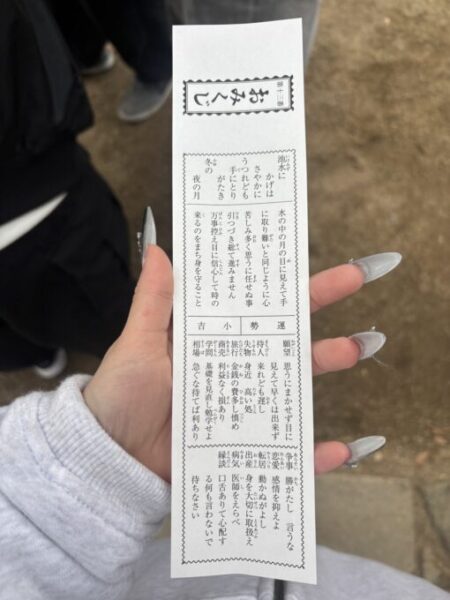 第十三番
おみくじ
池水に
かげは
さやかに
うつれども
手にとり
がたき
冬の
夜の月
水の中の月の目に見えて手
に取り難いと同じように心
苦しみ多く思うに任せぬ事
引つづき総て進みません
万事控え目に信心して時の
来るのをまち身を守ること
運勢 小吉
願望 思うにまかせず目に
見えて早くは出来ず
待人 来れども遅し
失物 身近 高い処
旅行 金銭の費多し慎め
商売 利益なく損あり
学問 基礎を見直し勉学せよ
相場 急ぐな待てば利あり
争事 勝がたし 言うな
恋愛 感情を抑えよ
転居 動かぬがよし
出産 身を大切に取扱え
病気 医師をえらべ
縁談 口舌ありて心配す
る何も言わないで
待ちなさい